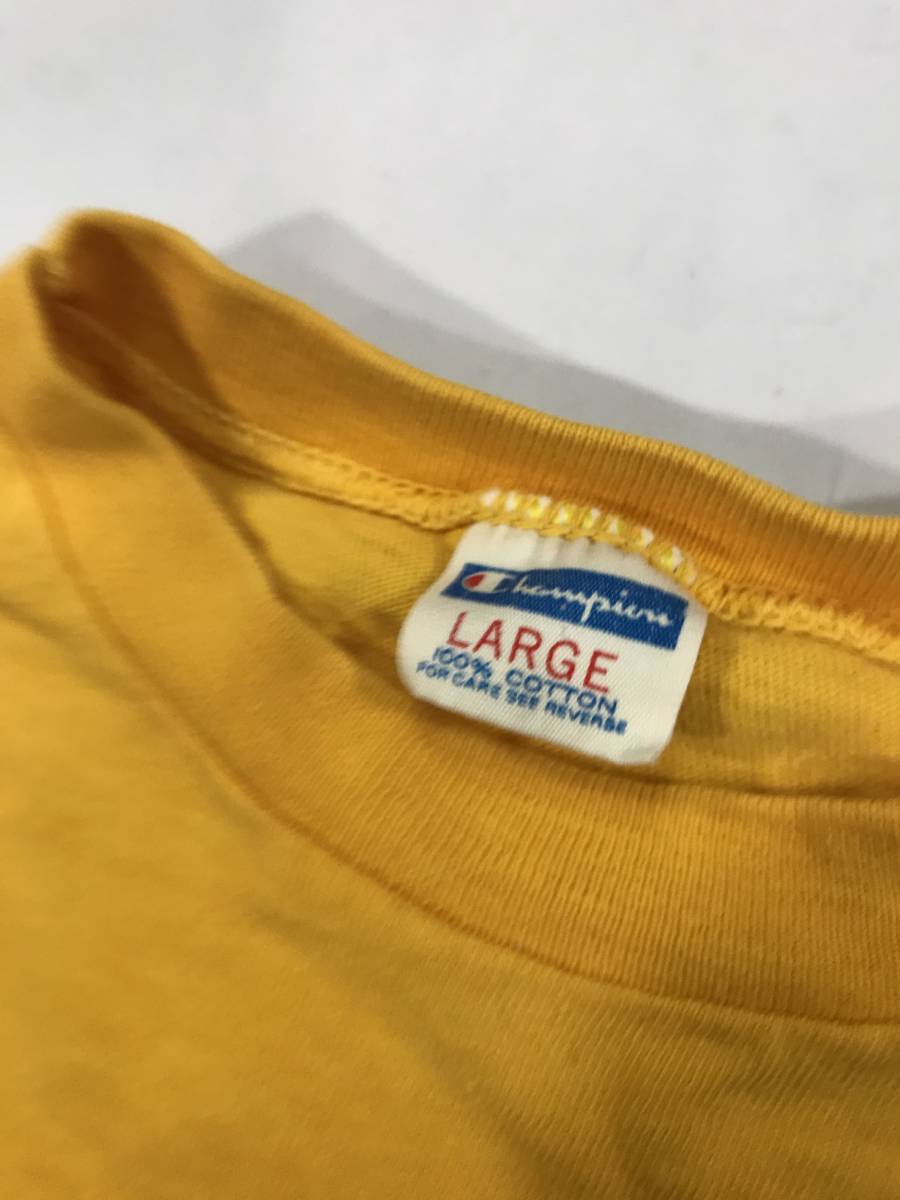 Champion
LARGE
100% COTTON
FOR CARE SEE REVERSE